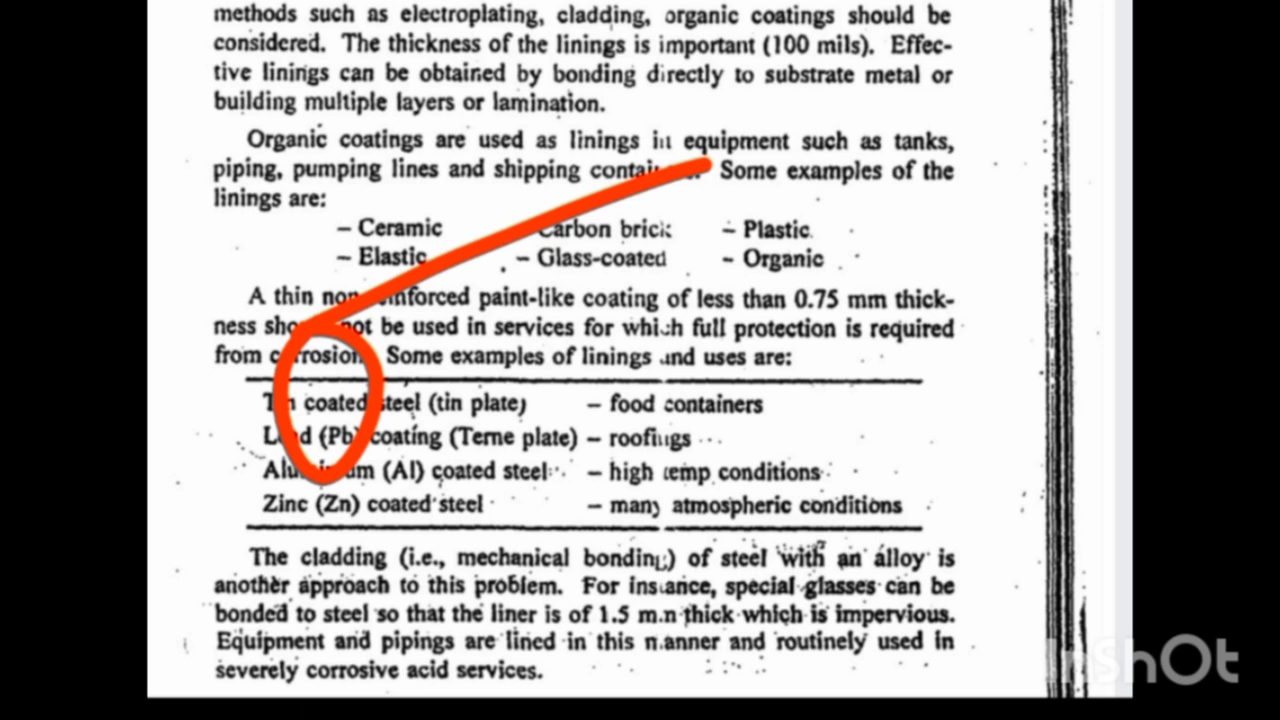 methods such as electroplating, cladding, organic coatings should be
considered. The thickness of the linings is important (100 mils). Effec-
tive linings can be obtained by bonding directly to substrate metal or
building multiple layers or lamination.
Organic coatings are used as linings in equipment such as tanks,
piping, pumping lines and shipping Some examples of the
linings are:
– Ceramic Carbon brick – Plastic
– Elastic – Glass-coated – Organic
A thin paint-like coating of less than 0.75 mm thick-
ness not be used in services for which full protection is required
from corrosion Some examples of linings and uses are:
Tin coated steel (tin plate) – food containers
Lead (Pb) coating (Terne plate) – roofings
Aluminum (Al) coated steel – high temp conditions
Zinc (Zn) coated steel – many atmospheric conditions
The cladding (i.e., mechanical bonding) of steel with an alloy is
another approach to this problem. For instance, special glasses can be
bonded to steel so that the liner is of 1.5 mm thick which is impervious.
Equipment and pipings are lined in this manner and routinely used in
severely corrosive acid services.
InShOt